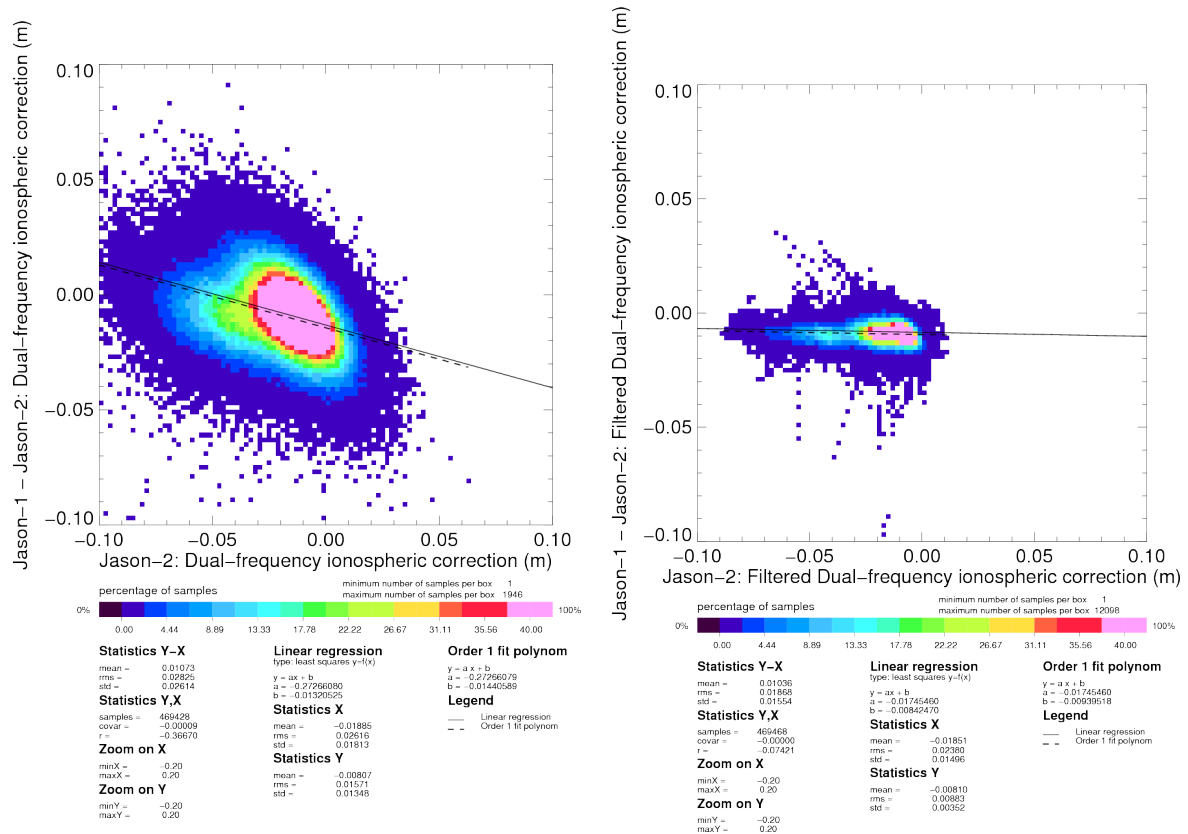 Jason−1 − Jason−2: Dual−frequency ionospheric correction (m)
0.10
0.05
0.00
−0.05
−0.10
−0.10 −0.05 0.00 0.05 0.10
Jason−2: Dual−frequency ionospheric correction (m)
minimum number of samples per box 1
percentage of samples
maximum number of samples per box 1946
0% 100%
0.00 4.44 8.89 13.33 17.78 22.22 26.67 31.11 35.56 40.00
Statistics Y−X
mean = 0.01073
rms = 0.02825
std = 0.02614
Statistics Y,X
samples = 469428
covar = −0.00009
r = −0.36670
Zoom on X
minX = −0.20
maxX = 0.20
Zoom on Y
minY = −0.20
maxY = 0.20
Linear regression
type: least squares y=f(x)
y = ax + b
a = −0.27266080
b = −0.01320525
Statistics X
mean = −0.01885
rms = 0.02616
std = 0.01813
Statistics Y
mean = −0.00807
rms = 0.01571
std = 0.01348
Order 1 fit polynom
y = a x + b
a = −0.27266079
b = −0.01440589
Legend
Linear regression
Order 1 fit polynom
Jason−1 − Jason−2: Filtered Dual−frequency ionospheric correction (m)
0.10
0.05
0.00
−0.05
−0.10
−0.10 −0.05 0.00 0.05 0.10
Jason−2: Filtered Dual−frequency ionospheric correction (m)
minimum number of samples per box 1
percentage of samples
maximum number of samples per box 12098
0% 100%
0.00 4.44 8.89 13.33 17.78 22.22 26.67 31.11 35.56 40.00
Statistics Y−X
mean = 0.01036
rms = 0.01868
std = 0.01554
Statistics Y,X
samples = 469468
covar = −0.00000
r = −0.07421
Zoom on X
minX = −0.20
maxX = 0.20
Zoom on Y
minY = −0.20
maxY = 0.20
Linear regression
type: least squares y=f(x)
y = ax + b
a = −0.01745460
b = −0.00842470
Statistics X
mean = −0.01851
rms = 0.02380
std = 0.01496
Statistics Y
mean = −0.00810
rms = 0.00883
std = 0.00352
Order 1 fit polynom
y = a x + b
a = −0.01745460
b = −0.00939518
Legend
Linear regression
Order 1 fit polynom